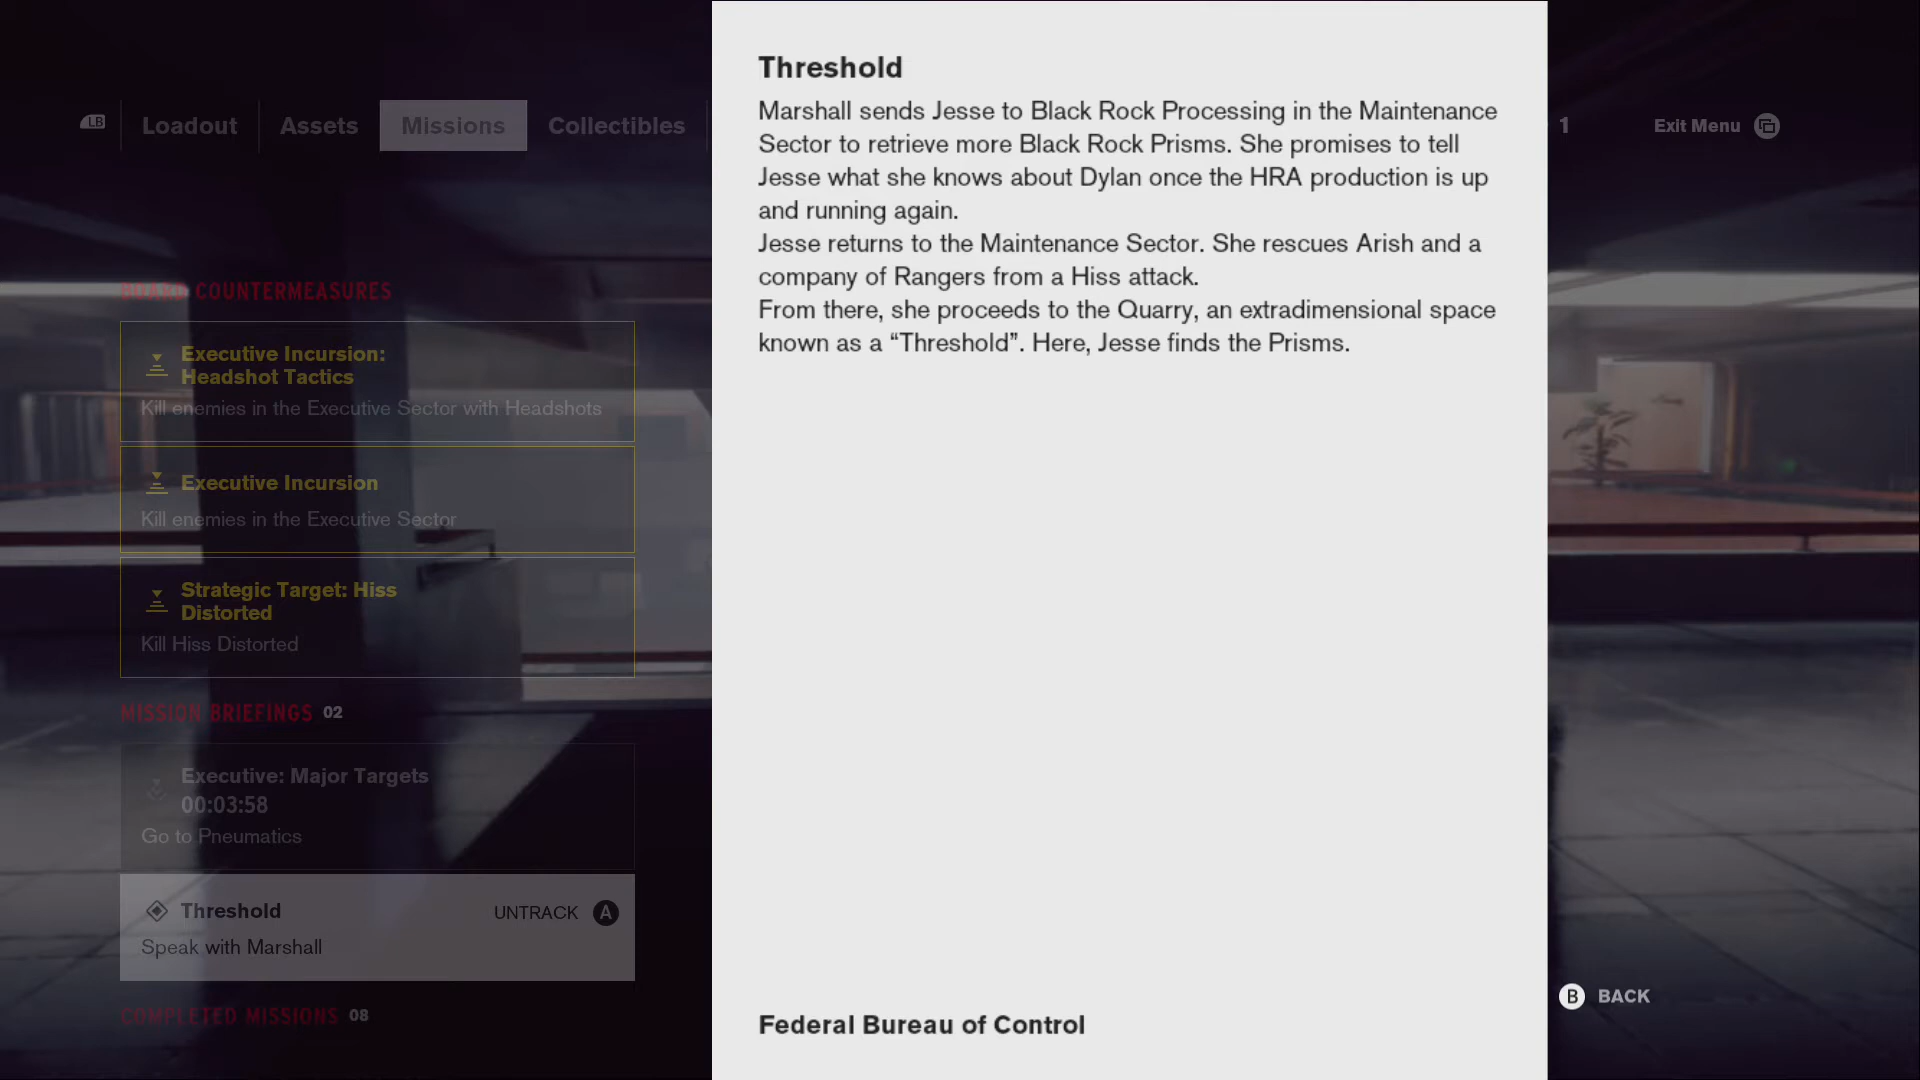 LB
Loadout
Assets
Missions
Collectibles
1
Exit Menu
BOARD COUNTERMEASURES
Executive Incursion:
Headshot Tactics
Kill enemies in the Executive Sector with Headshots
Executive Incursion
Kill enemies in the Executive Sector
Strategic Target: Hiss
Distorted
Kill Hiss Distorted
MISSION BRIEFINGS 02
Executive: Major Targets
00:03:58
Go to Pneumatics
Threshold
UNTRACK A
Speak with Marshall
COMPLETED MISSIONS 08
Threshold
Marshall sends Jesse to Black Rock Processing in the Maintenance
Sector to retrieve more Black Rock Prisms. She promises to tell
Jesse what she knows about Dylan once the HRA production is up
and running again.
Jesse returns to the Maintenance Sector. She rescues Arish and a
company of Rangers from a Hiss attack.
From there, she proceeds to the Quarry, an extradimensional space
known as a “Threshold”. Here, Jesse finds the Prisms.
Federal Bureau of Control
B BACK